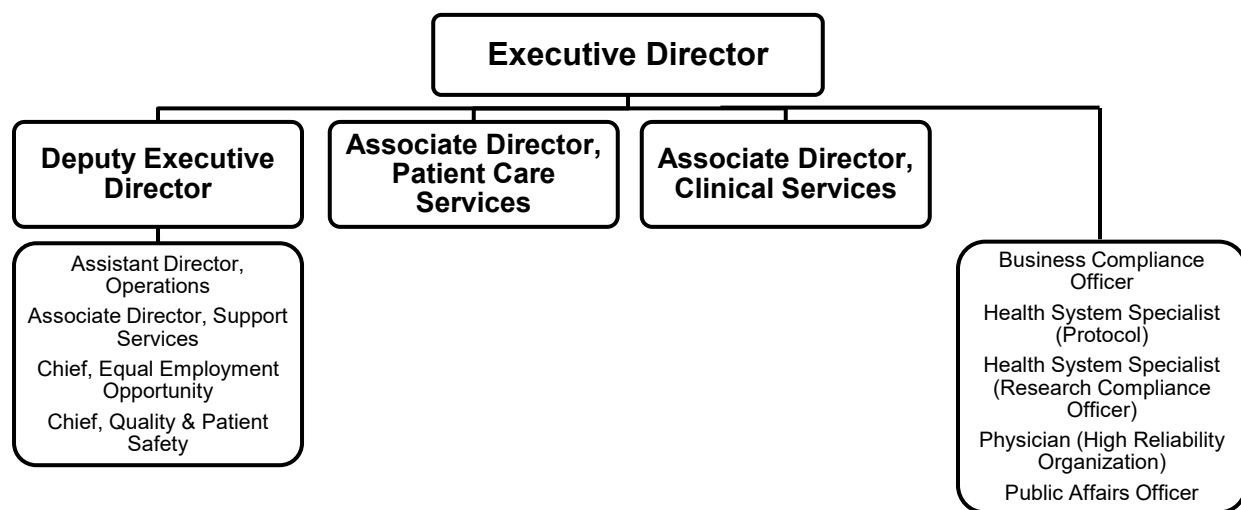 Executive Director
Deputy Executive
Director
Associate Director,
Patient Care
Services
Associate Director,
Clinical Services
Assistant Director,
Operations
Associate Director, Support
Services
Chief, Equal Employment
Opportunity
Chief, Quality & Patient
Safety
Business Compliance
Officer
Health System Specialist
(Protocol)
Health System Specialist
(Research Compliance
Officer)
Physician (High Reliability
Organization)
Public Affairs Officer